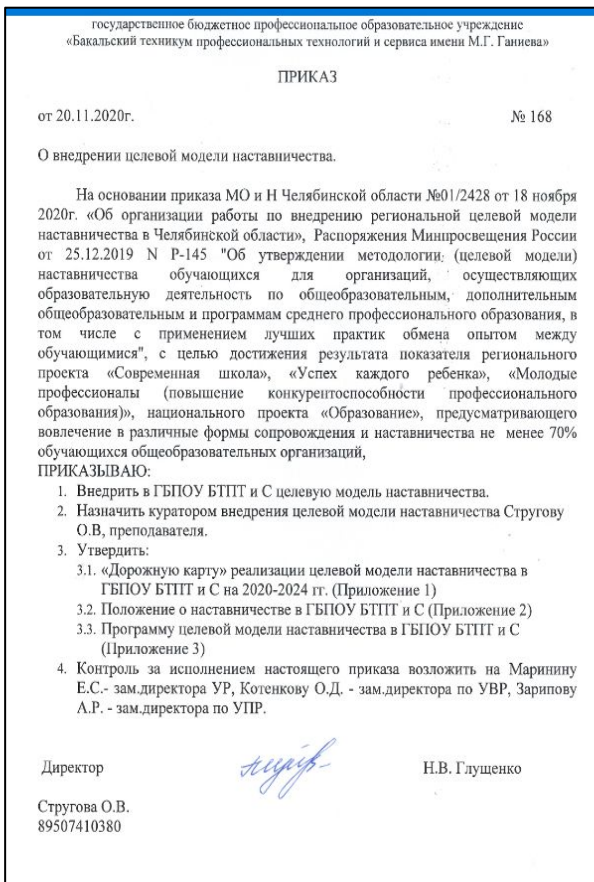 государственное бюджетное профессиональное образовательное учреждение
«Бакальский техникум профессиональных технологий и сервиса имени М.Г. Ганиева»
ПРИКАЗ
от 20.11.2020г. № 168
О внедрении целевой модели наставничества.
На основании приказа МО и Н Челябинской области №01/2428 от 18 ноября
2020г. «Об организации работы по внедрению региональной целевой модели
наставничества в Челябинской области», Распоряжения Минпросвещения России
от 25.12.2019 N Р-145 "Об утверждении методологии (целевой модели)
наставничества обучающихся для организаций, осуществляющих
образовательную деятельность по общеобразовательным, дополнительным
общеобразовательным и программам среднего профессионального образования, в
том числе с применением лучших практик обмена опытом между
обучающимися", с целью достижения результата показателя регионального
проекта «Современная школа», «Успех каждого ребенка», «Молодые
профессионалы (повышение конкурентоспособности профессионального
образования)», национального проекта «Образование», предусматривающего
вовлечение в различные формы сопровождения и наставничества не менее 70%
обучающихся общеобразовательных организаций,
ПРИКАЗЫВАЮ:
1. Внедрить в ГБПОУ БТПТ и С целевую модель наставничества.
2. Назначить куратором внедрения целевой модели наставничества Стругову
О.В, преподавателя.
3. Утвердить:
3.1. «Дорожную карту» реализации целевой модели наставничества в
ГБПОУ БТПТ и С на 2020-2024 гг. (Приложение 1)
3.2. Положение о наставничестве в ГБПОУ БТПТ и С (Приложение 2)
3.3. Программу целевой модели наставничества в ГБПОУ БТПТ и С
(Приложение 3)
4. Контроль за исполнением настоящего приказа возложить на Маринину
Е.С.- зам.директора УР, Котенкову О.Д. - зам.директора по УВР, Зарипову
А.Р. - зам.директора по УПР.
Директор Н.В. Глущенко
Стругова О.В.
89507410380